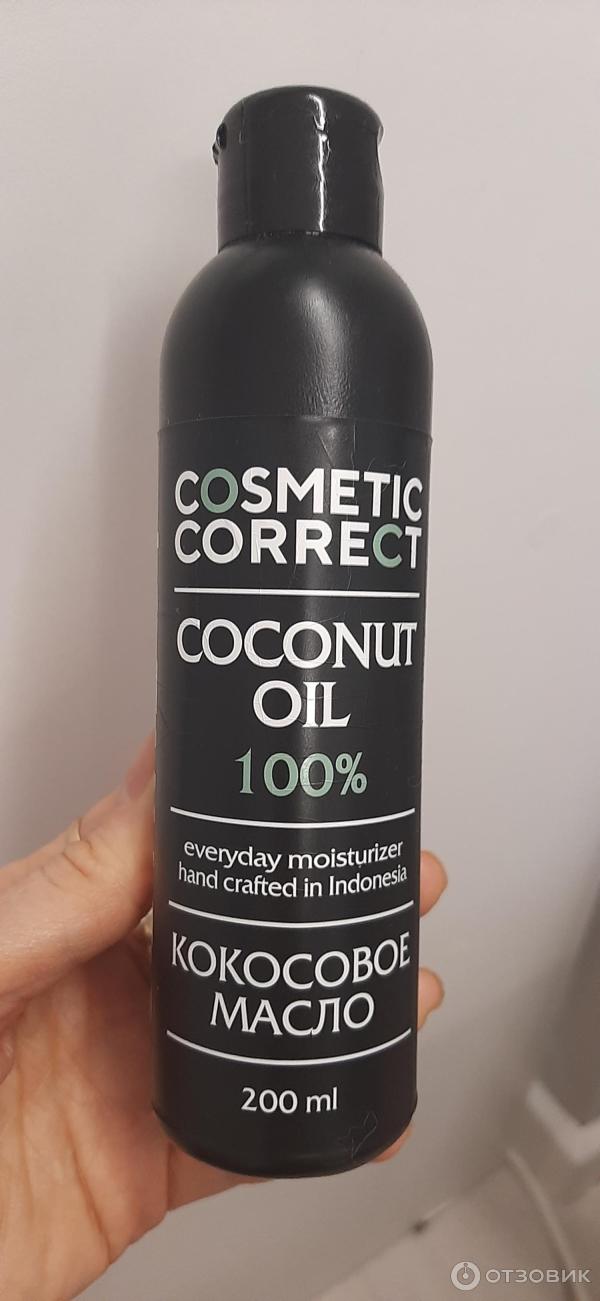 COSMETIC
CORRECT
COCONUT
OIL
100%
everyday moisturizer
hand crafted in Indonesia
КОКОСОВОЕ
МАСЛО
200 ml
ОТЗОВИК